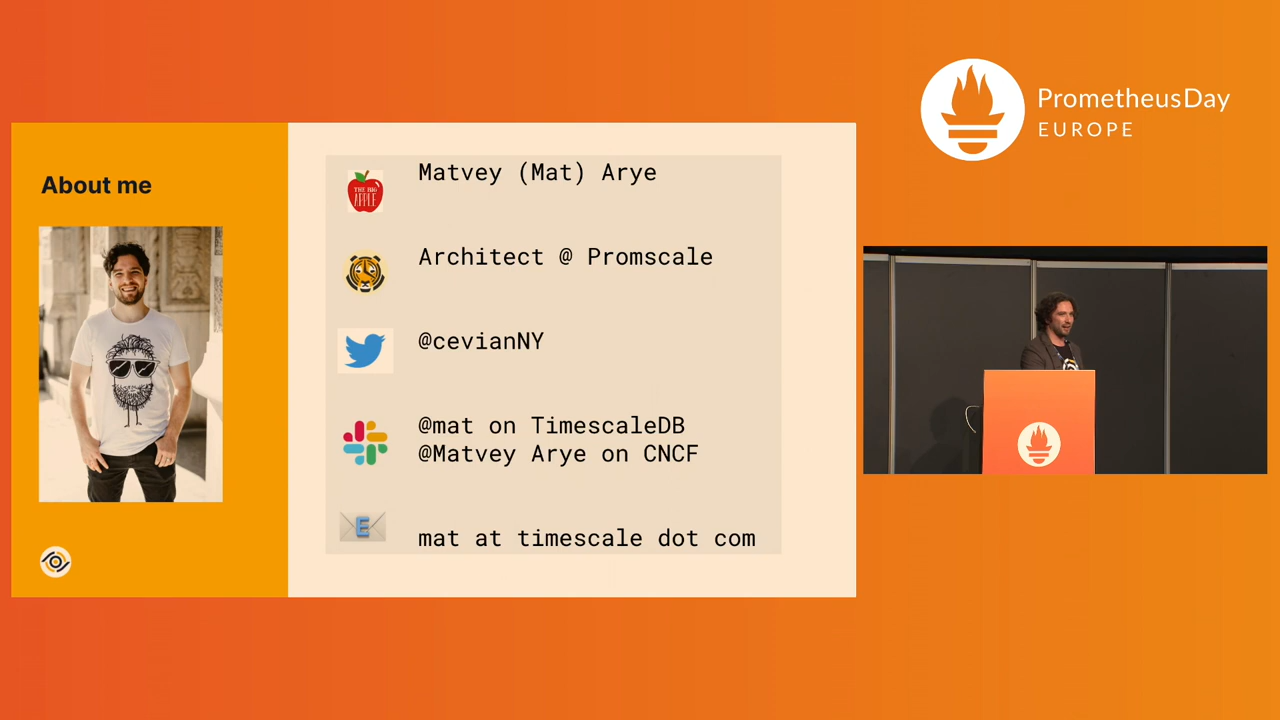 PrometheusDay
EUROPE
About me
THE BIG
APPLE
Matvey (Mat) Arye
Architect @ Promscale
@cevianNY
@mat on TimescaleDB
@Matvey Arye on CNCF
E
mat at timescale dot com